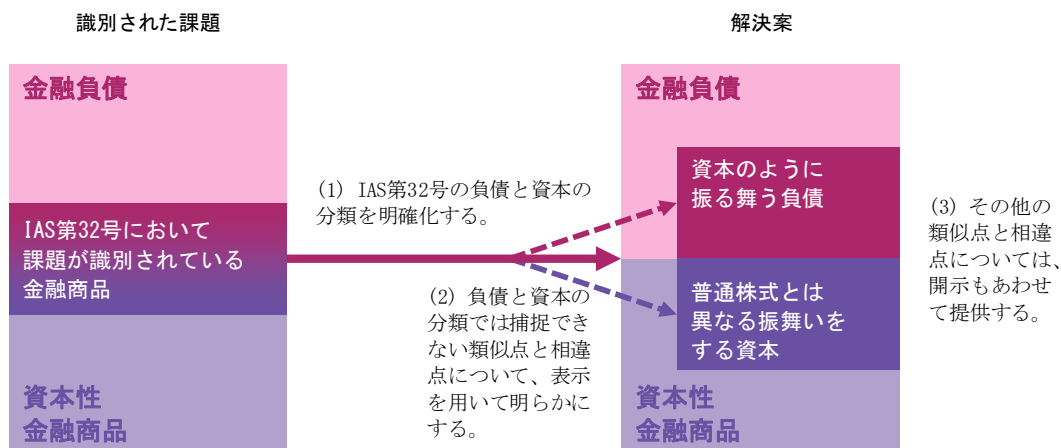 識別された課題
解決案
金融負債
IAS第32号において
課題が識別されている
金融商品
資本性
金融商品
(1) IAS第32号の負債と資本の
分類を明確化する。
(2) 負債と資本の
分類では捕捉でき
ない類似点と相違
点について、表示
を用いて明らかに
する。
金融負債
資本のように
振る舞う負債
普通株式とは
異なる振舞いを
する資本
資本性
金融商品
(3) その他の
類似点と相違
点については、
開示もあわせ
て提供する。